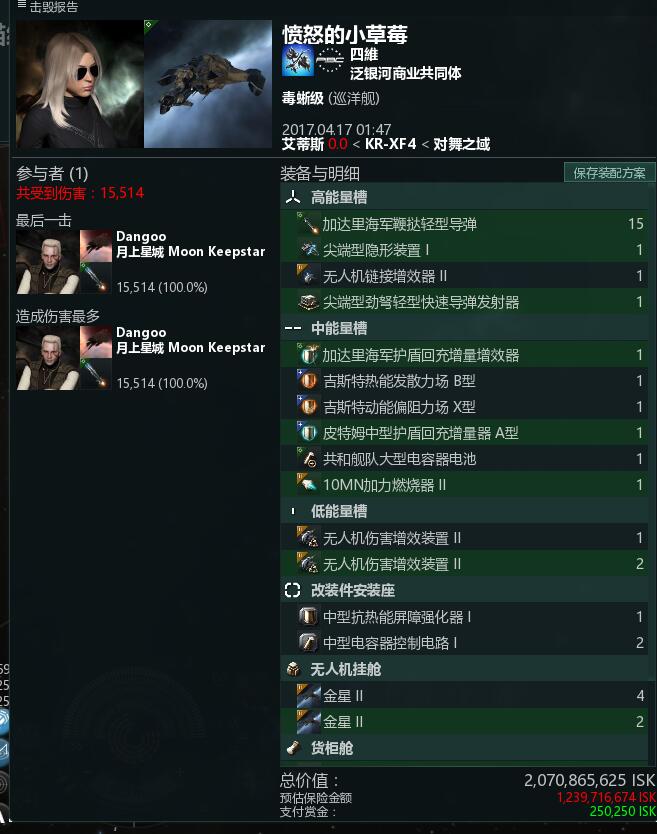 击毁报告
愤怒的小草莓
四維
泛银河商业共同体
毒蜥级 (巡洋舰)
2017.04.17 01:47
艾蒂斯 0.0 < KR-XF4 < 对舞之域
参与者 (1)
共受到伤害：15,514
最后一击
Dangoo
月上星城 Moon Keepstar
15,514 (100.0%)
造成伤害最多
Dangoo
月上星城 Moon Keepstar
15,514 (100.0%)
装备与明细
保存装配方案
高能量槽
加达里海军鞭挞轻型导弹 15
尖端型隐形装置 I 1
无人机链接增效器 II 1
尖端型劲弩轻型快速导弹发射器 1
中能量槽
加达里海军护盾回充增量增效器 1
吉斯特热能发散力场 B型 1
吉斯特动能偏阻力场 X型 1
皮特姆中型护盾回充增量器 A型 1
共和舰队大型电容器电池 1
10MN加力燃烧器 II 1
低能量槽
无人机伤害增效装置 II 1
无人机伤害增效装置 II 2
改装件安装座
中型抗热能屏障强化器 I 1
中型电容器控制电路 I 2
无人机挂舱
金星 II 4
金星 II 2
货柜舱
总价值： 2,070,865,625 ISK
预估保险金额 1,239,716,674 ISK
支付赏金： 250,250 ISK